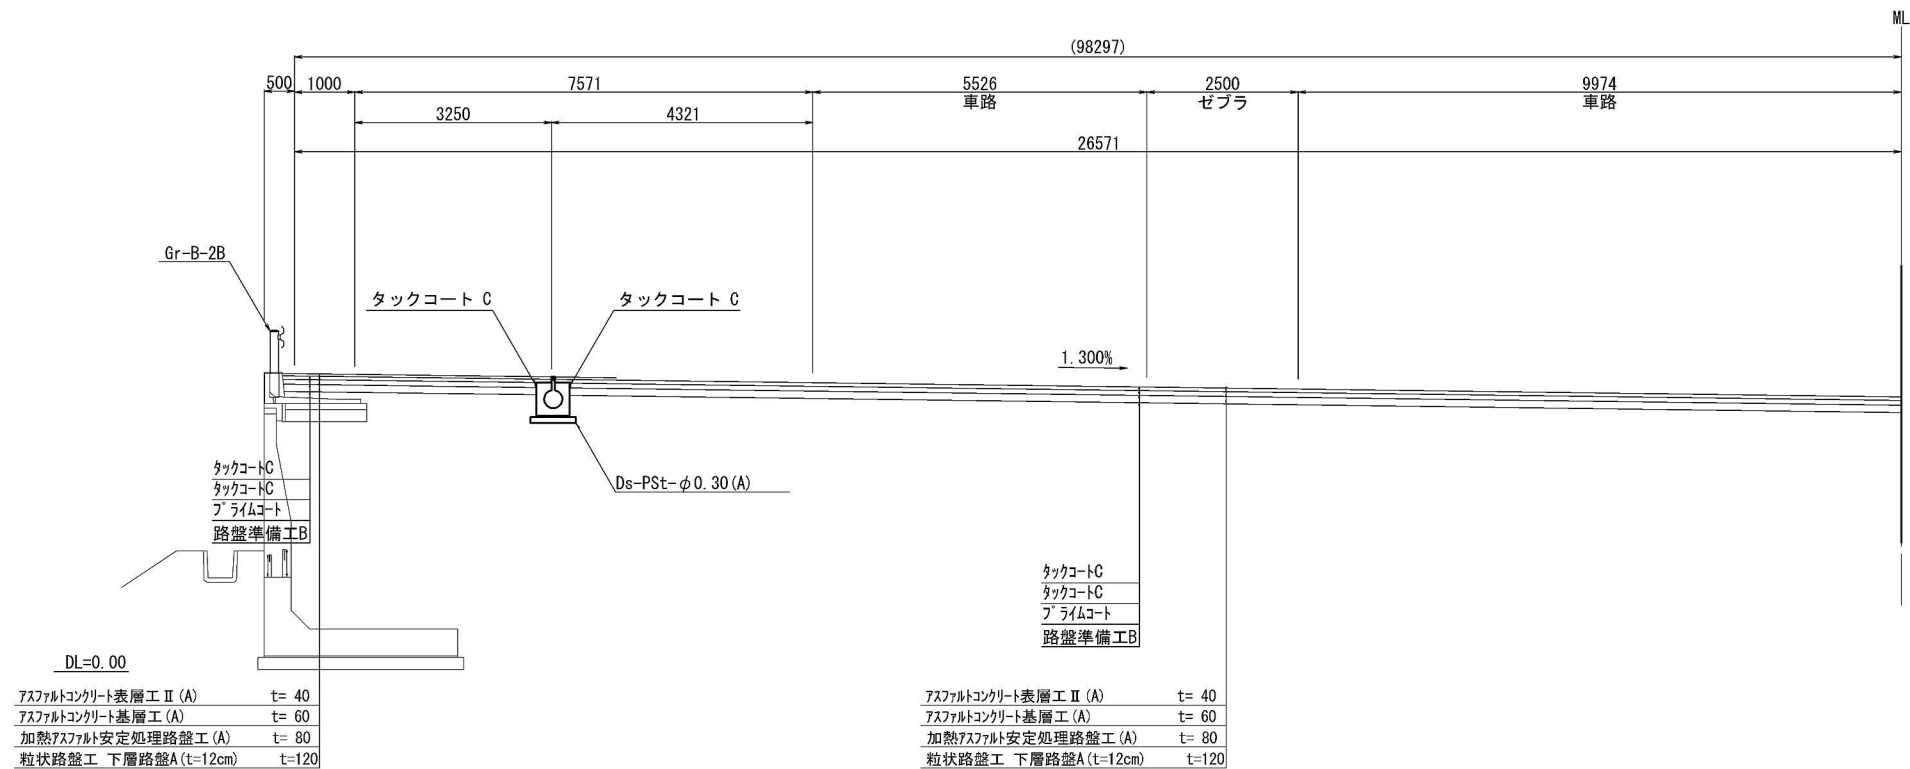 ML
(98297)
500 1000 7571 5526 2500 9974
車路 ゼブラ 車路
3250 4321
26571
Gr-B-2B
タックコート C タックコート C
1.300%
Ds-PSt-φ0.30(A)
ﾀｯｸｺｰﾄC
ﾀｯｸｺｰﾄC
ﾌﾟﾗｲﾑｺｰﾄ
路盤準備工B
ﾀｯｸｺｰﾄC
ﾀｯｸｺｰﾄC
ﾌﾟﾗｲﾑｺｰﾄ
路盤準備工B
DL=0.00
ｱｽﾌｧﾙﾄｺﾝｸﾘｰﾄ表層工Ⅱ(A) t= 40
ｱｽﾌｧﾙﾄｺﾝｸﾘｰﾄ基層工(A) t= 60
加熱ｱｽﾌｧﾙﾄ安定処理路盤工(A) t= 80
粒状路盤工 下層路盤A(t=12cm) t=120
ｱｽﾌｧﾙﾄｺﾝｸﾘｰﾄ表層工Ⅱ(A) t= 40
ｱｽﾌｧﾙﾄｺﾝｸﾘｰﾄ基層工(A) t= 60
加熱ｱｽﾌｧﾙﾄ安定処理路盤工(A) t= 80
粒状路盤工 下層路盤A(t=12cm) t=120